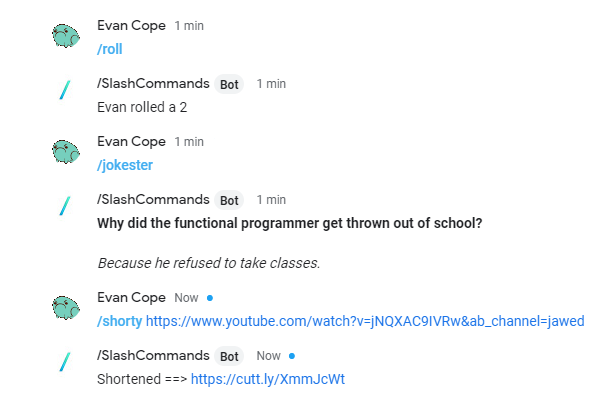 Evan Cope 1 min
/roll
/SlashCommands Bot 1 min
Evan rolled a 2
Evan Cope 1 min
/jokester
/SlashCommands Bot 1 min
Why did the functional programmer get thrown out of school?
Because he refused to take classes.
Evan Cope Now
/shorty https://www.youtube.com/watch?v=jNQXAC9IVRw&ab_channel=jawed
/SlashCommands Bot Now
Shortened ==> https://cutt.ly/XmmJcWt